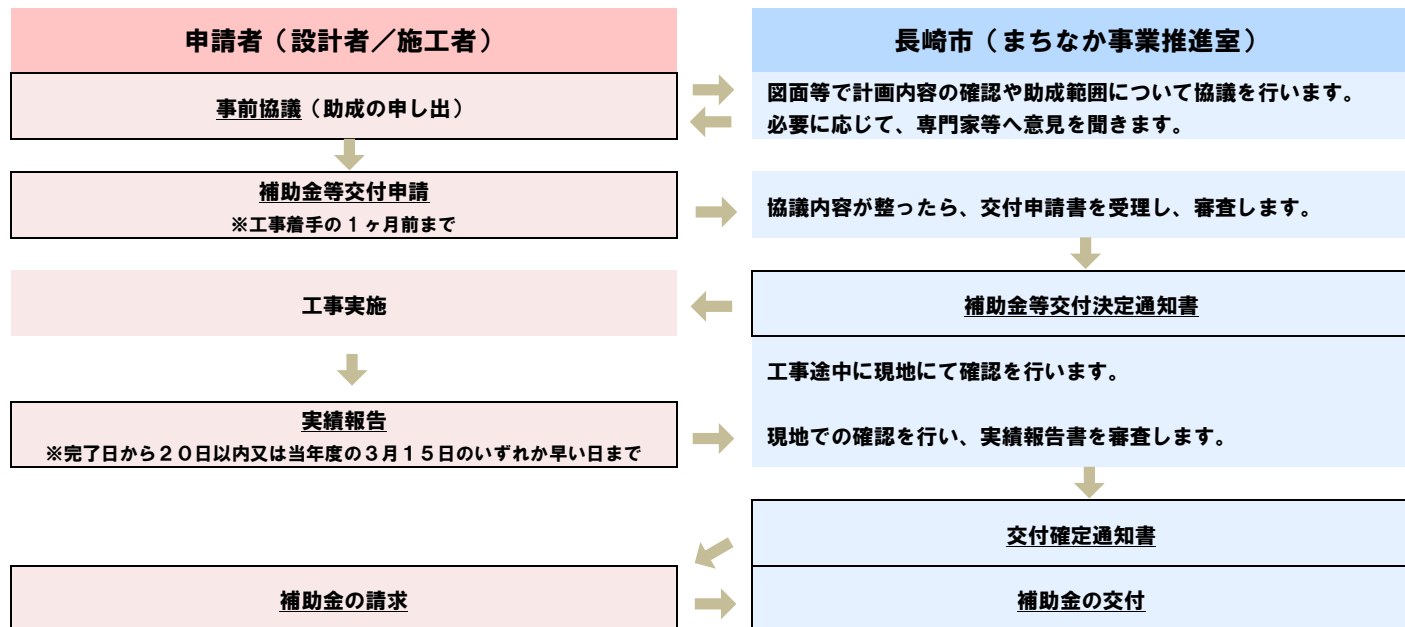 申請者（設計者／施工者）
長崎市（まちなか事業推進室）
事前協議（助成の申し出）
図面等で計画内容の確認や助成範囲について協議を行います。
必要に応じて、専門家等へ意見を聞きます。
補助金等交付申請
※工事着手の１ヶ月前まで
協議内容が整ったら、交付申請書を受理し、審査します。
工事実施
補助金等交付決定通知書
工事途中に現地にて確認を行います。
実績報告
※完了日から２０日以内又は当年度の３月１５日のいずれか早い日まで
現地での確認を行い、実績報告書を審査します。
交付確定通知書
補助金の請求
補助金の交付